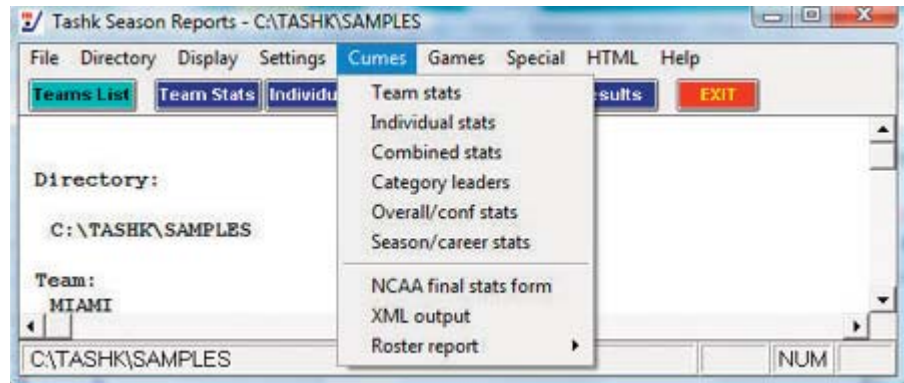 Tashk Season Reports - C:\TASHK\SAMPLES
File Directory Display Settings Cumes Games Special HTML Help
Teams List Team Stats Individu sults EXIT
Team stats
Individual stats
Combined stats
Category leaders
Overall/conf stats
Season/career stats
NCAA final stats form
XML output
Roster report
Directory:
C:\TASHK\SAMPLES
Team:
MIAMI
C:\TASHK\SAMPLES NUM